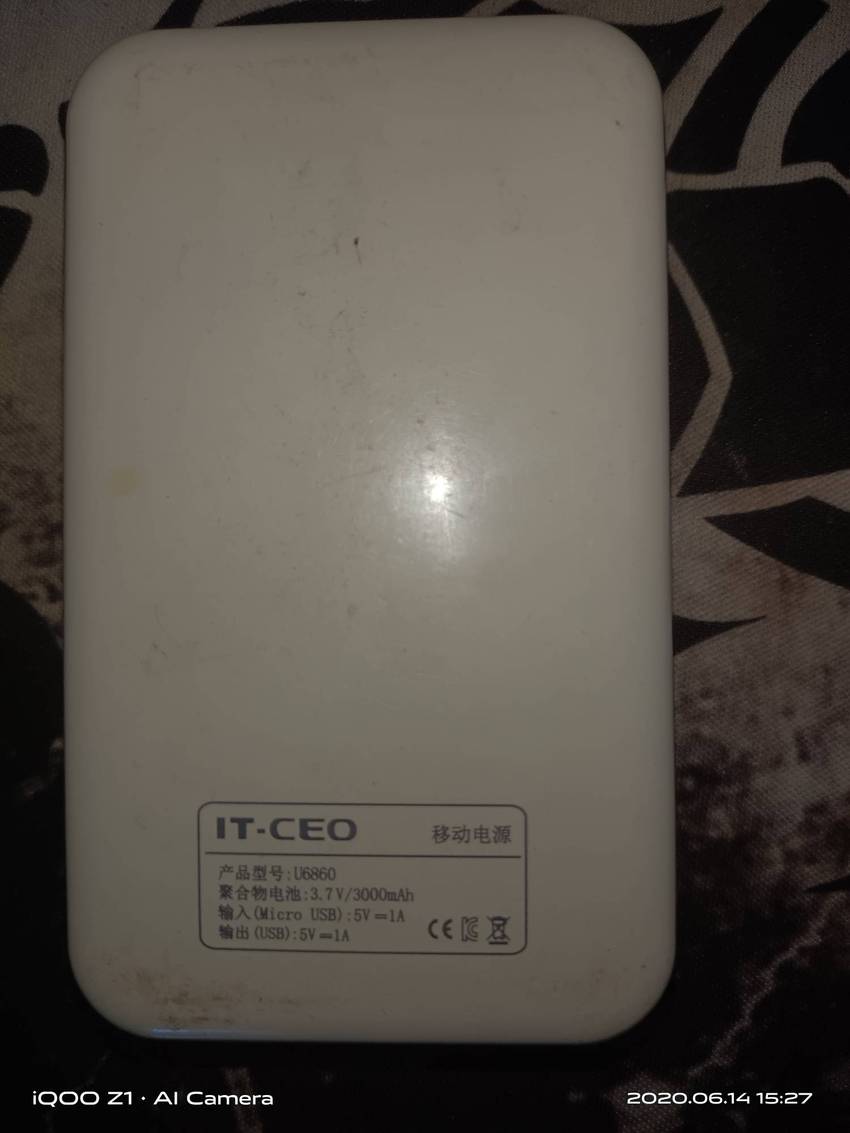 IT-CEO 移动电源
产品型号:U6860
聚合物电池:3.7V/3000mAh
输入(Micro USB):5V⎓1A
输出(USB):5V⎓1A
CE
iQOO Z1 · AI Camera 2020.06.14 15:27